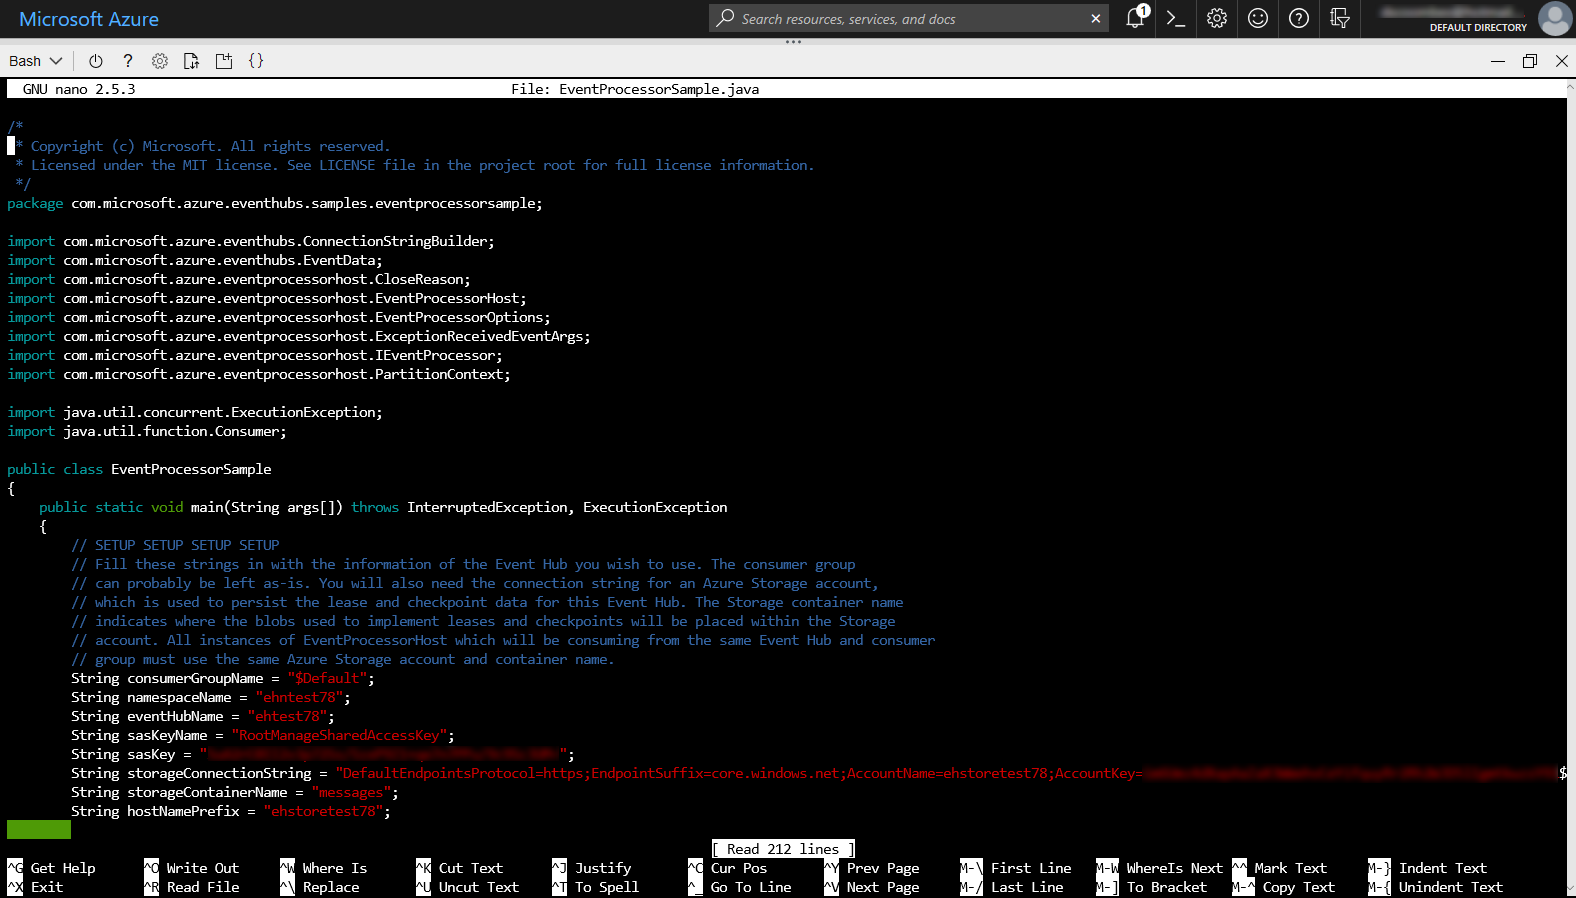 Microsoft Azure
Search resources, services, and docs
1
DEFAULT DIRECTORY
Bash
GNU nano 2.5.3 File: EventProcessorSample.java
/*
* Copyright (c) Microsoft. All rights reserved.
* Licensed under the MIT license. See LICENSE file in the project root for full license information.
*/
package com.microsoft.azure.eventhubs.samples.eventprocessorsample;
import com.microsoft.azure.eventhubs.ConnectionStringBuilder;
import com.microsoft.azure.eventhubs.EventData;
import com.microsoft.azure.eventprocessorhost.CloseReason;
import com.microsoft.azure.eventprocessorhost.EventProcessorHost;
import com.microsoft.azure.eventprocessorhost.EventProcessorOptions;
import com.microsoft.azure.eventprocessorhost.ExceptionReceivedEventArgs;
import com.microsoft.azure.eventprocessorhost.IEventProcessor;
import com.microsoft.azure.eventprocessorhost.PartitionContext;
import java.util.concurrent.ExecutionException;
import java.util.function.Consumer;
public class EventProcessorSample
{
public static void main(String args[]) throws InterruptedException, ExecutionException
{
// SETUP SETUP SETUP SETUP
// Fill these strings in with the information of the Event Hub you wish to use. The consumer group
// can probably be left as-is. You will also need the connection string for an Azure Storage account,
// which is used to persist the lease and checkpoint data for this Event Hub. The Storage container name
// indicates where the blobs used to implement leases and checkpoints will be placed within the Storage
// account. All instances of EventProcessorHost which will be consuming from the same Event Hub and consumer
// group must use the same Azure Storage account and container name.
String consumerGroupName = "$Default";
String namespaceName = "ehntest78";
String eventHubName = "ehtest78";
String sasKeyName = "RootManageSharedAccessKey";
String sasKey = "";
String storageConnectionString = "DefaultEndpointsProtocol=https;EndpointSuffix=core.windows.net;AccountName=ehstoretest78;AccountKey= $
String storageContainerName = "messages";
String hostNamePrefix = "ehstoretest78";
[ Read 212 lines ]
^G Get Help ^O Write Out ^W Where Is ^K Cut Text ^J Justify ^C Cur Pos ^Y Prev Page M-\ First Line M-W WhereIs Next ^^ Mark Text M-} Indent Text
^X Exit ^R Read File ^\ Replace ^U Uncut Text ^T To Spell ^_ Go To Line ^V Next Page M-/ Last Line M-] To Bracket M-^ Copy Text M-{ Unindent Text